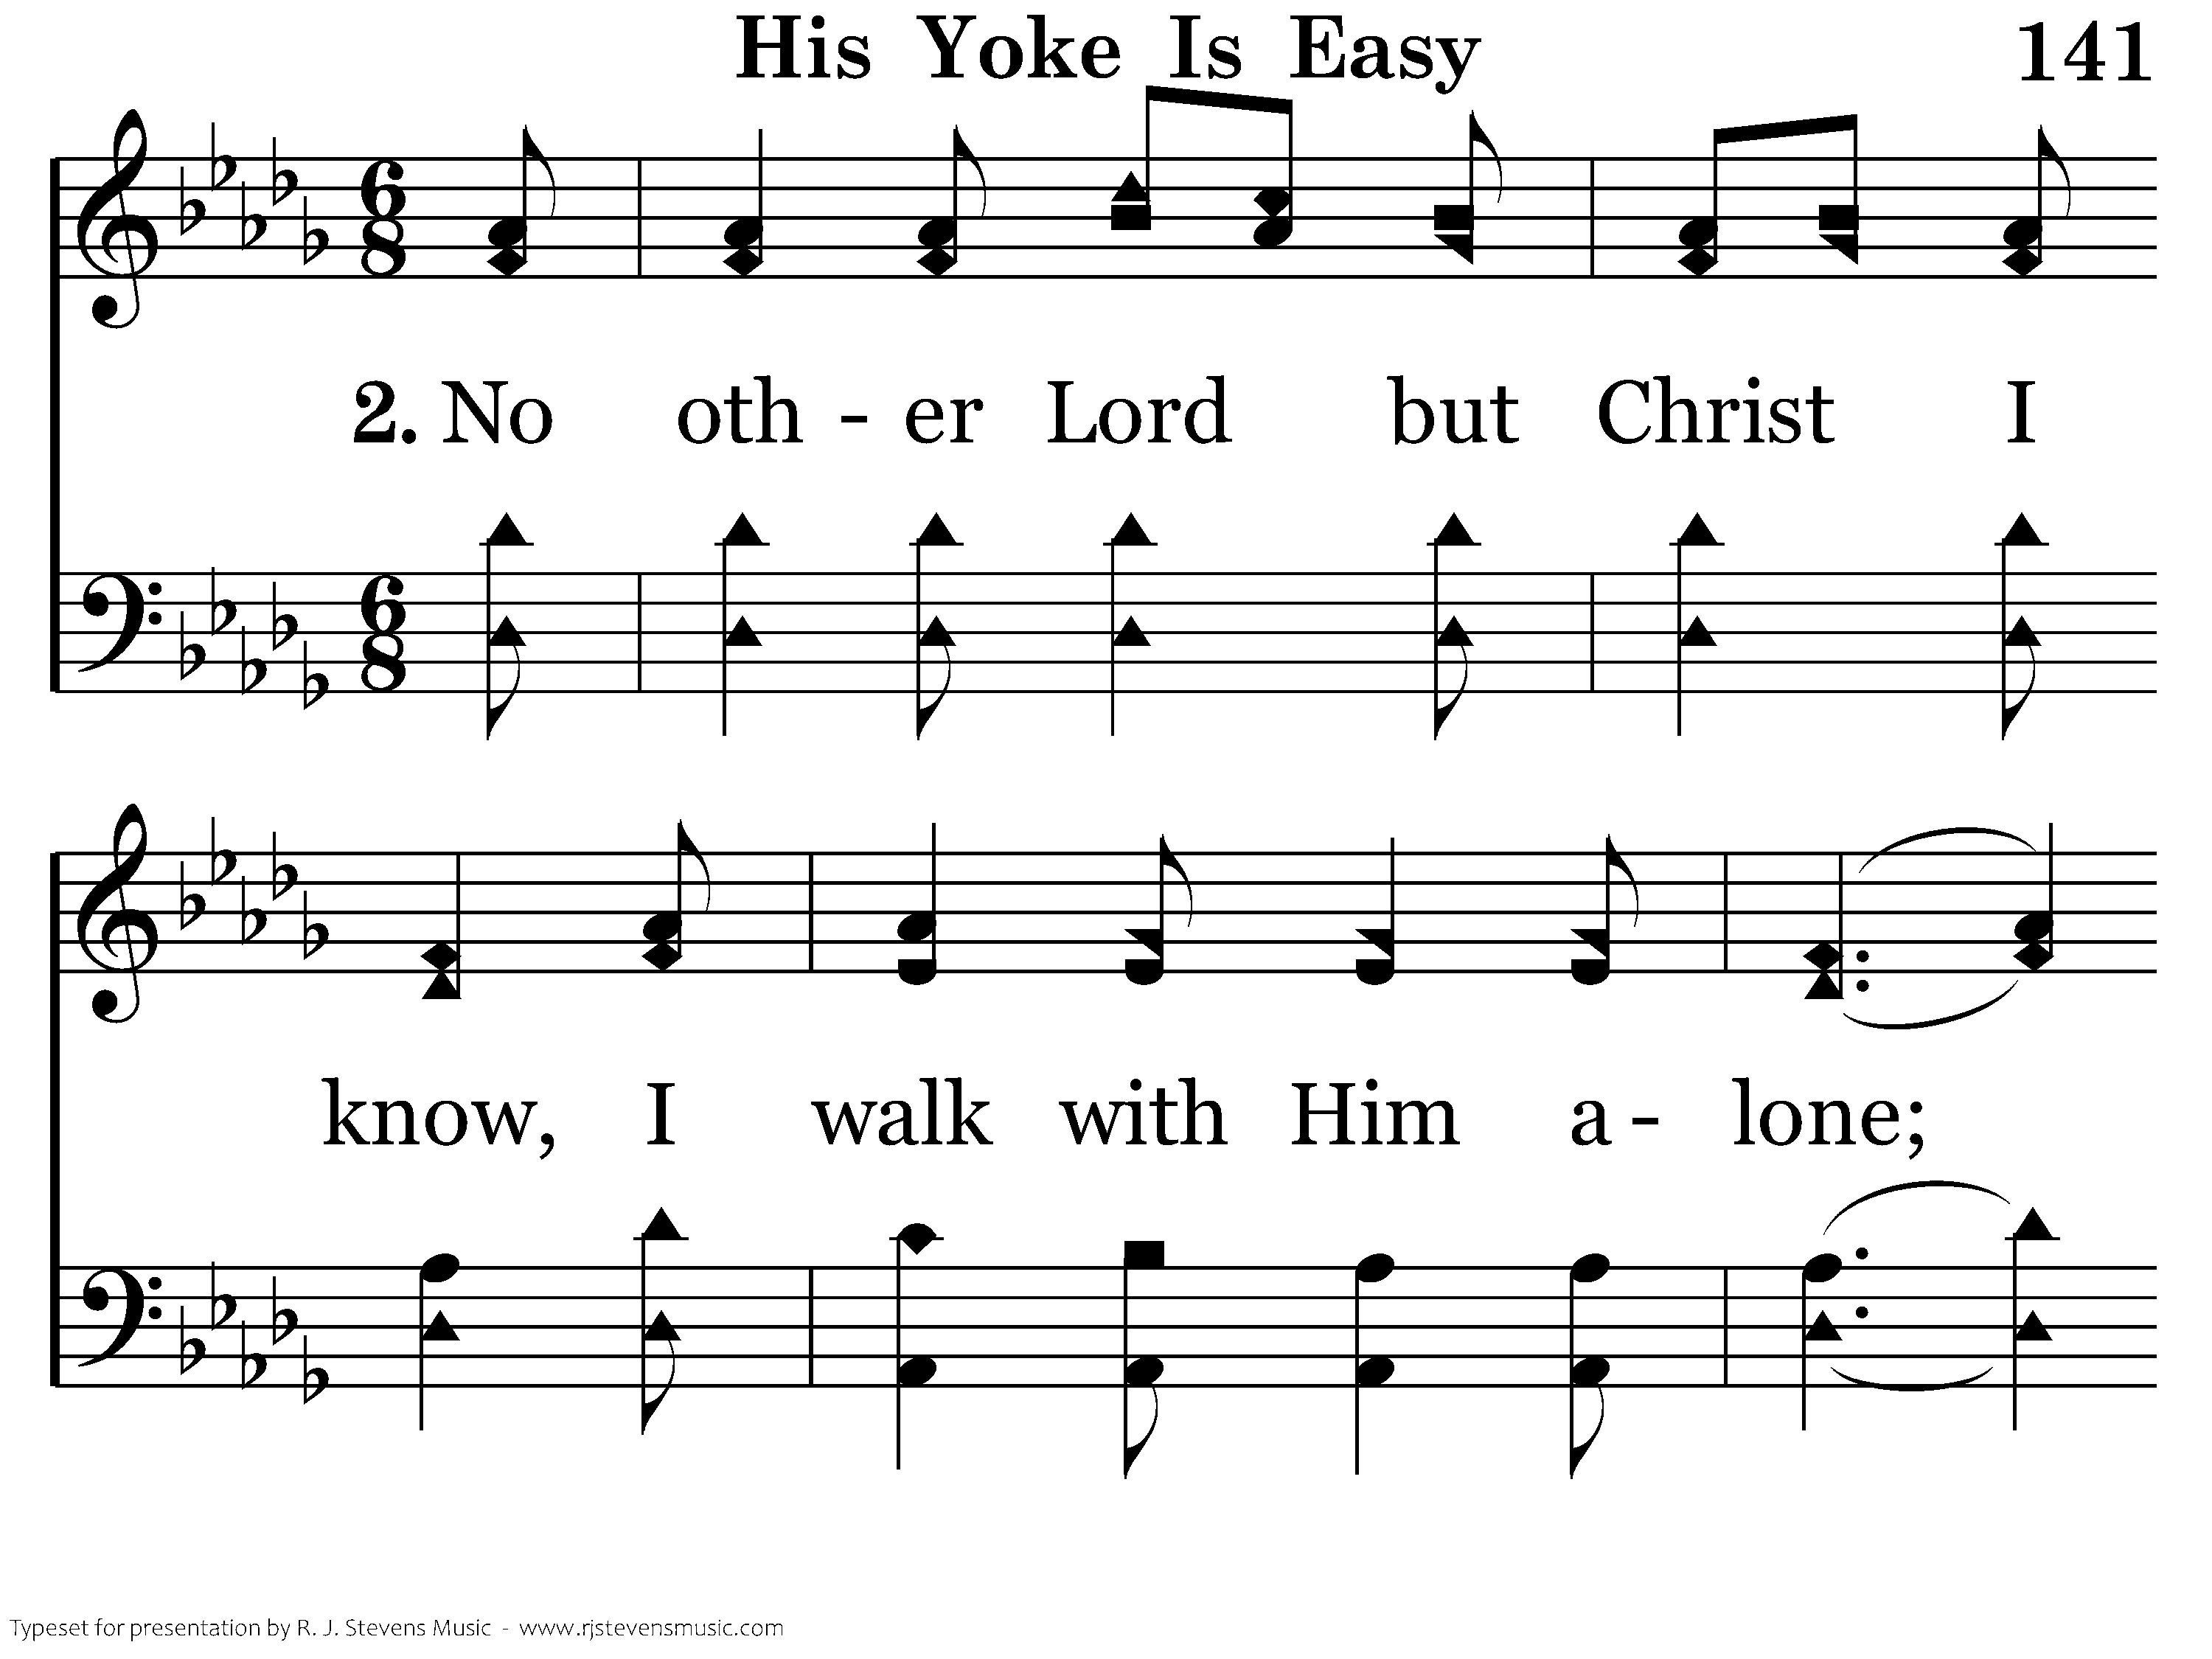 His Yoke Is Easy 141
2. No oth - er Lord but Christ I
know, I walk with Him a - lone;
Typeset for presentation by R. J. Stevens Music - www.rjstevensmusic.com